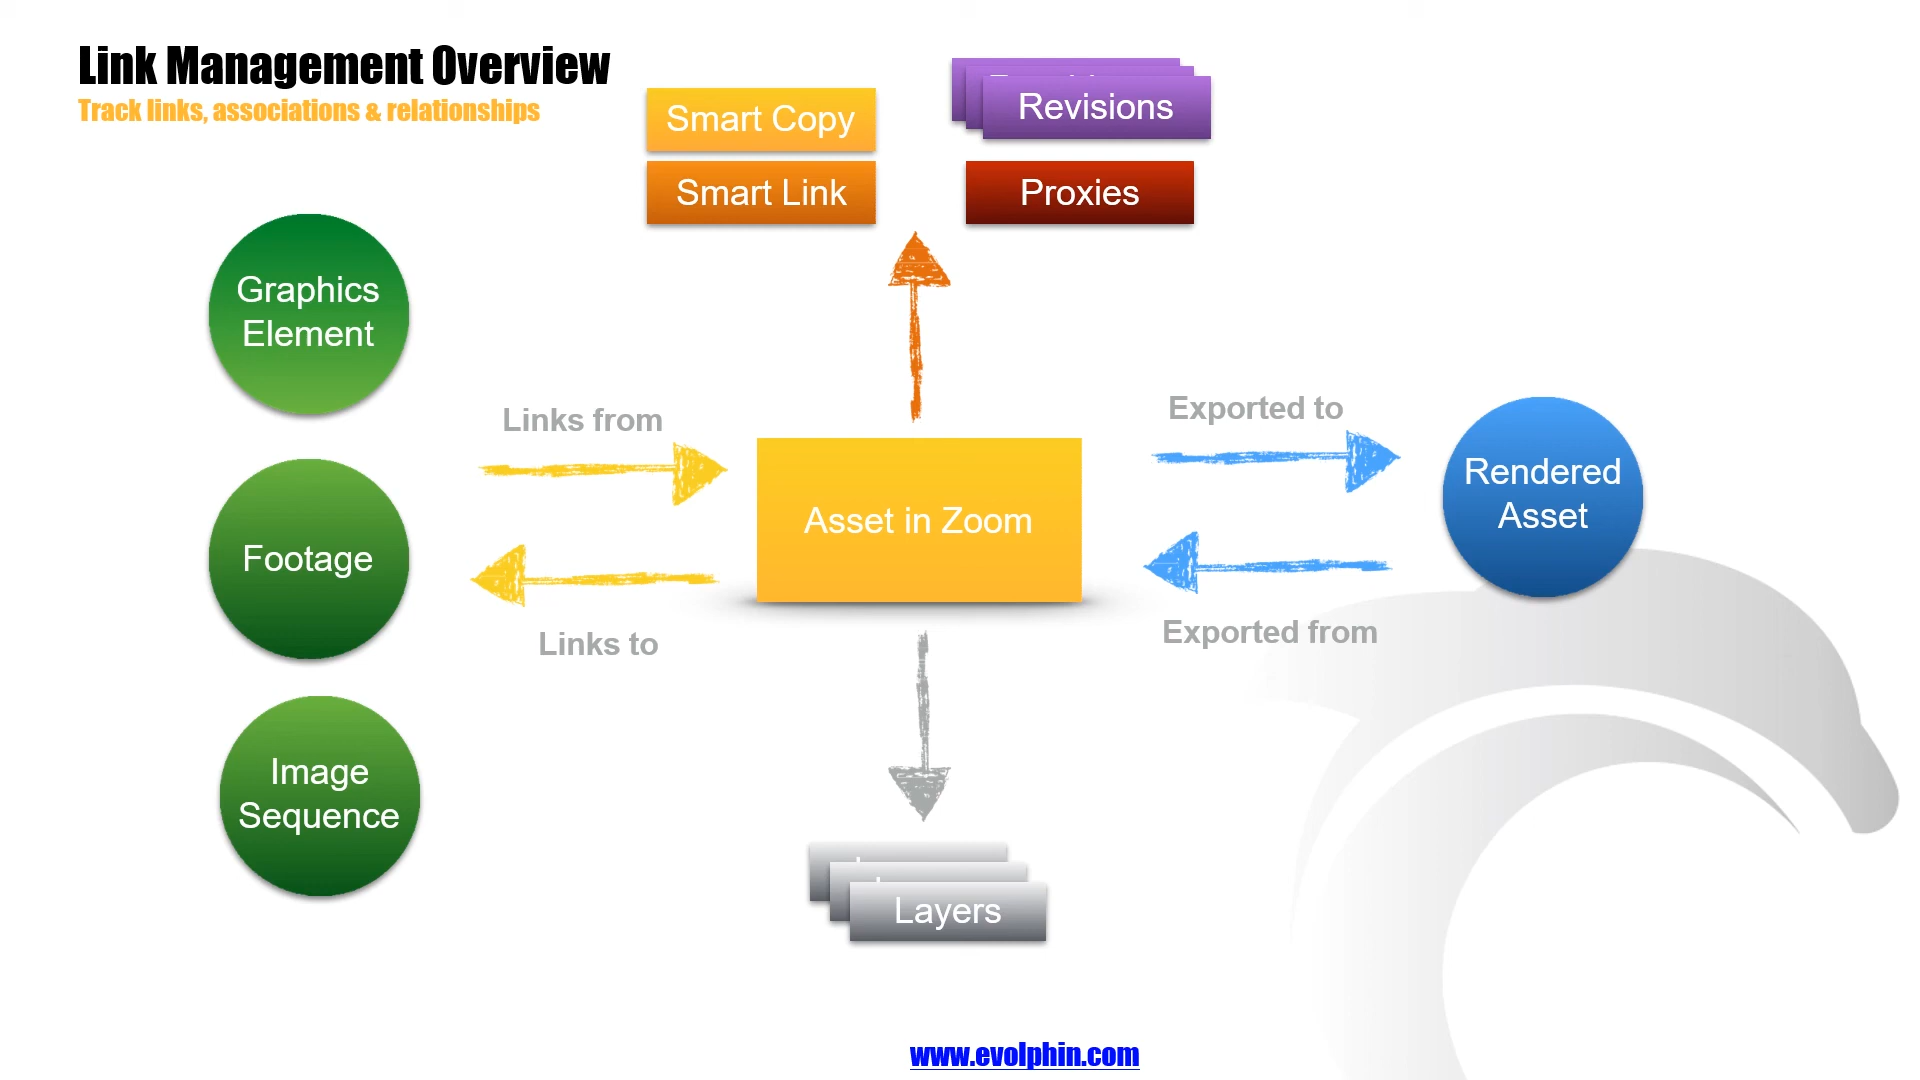 Link Management Overview
Track links, associations & relationships
Smart Copy
Smart Link
Revisions
Proxies
Graphics
Element
Footage
Image
Sequence
Links from
Links to
Asset in Zoom
Exported to
Exported from
Rendered
Asset
Layers
www.evolphin.com